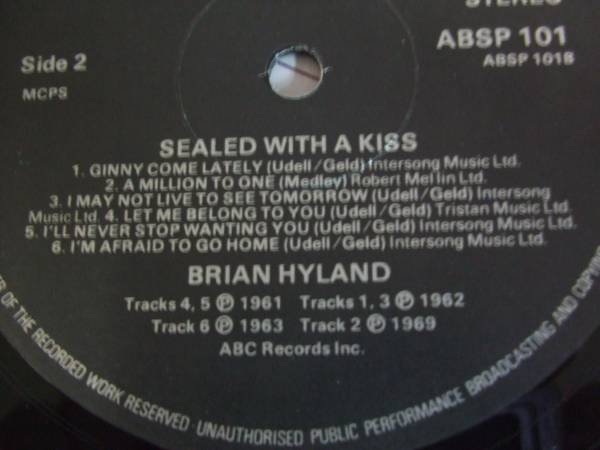 STEREO
Side 2
ABSP 101
ABSP 101B
MCPS
SEALED WITH A KISS
1. GINNY COME LATELY (Udell/Geld) Intersong Music Ltd.
2. A MILLION TO ONE (Medley) Robert Mellin Ltd.
3. I MAY NOT LIVE TO SEE TOMORROW (Udell/Geld) Intersong
Music Ltd. 4. LET ME BELONG TO YOU (Udell/Geld) Tristan Music Ltd.
5. I'LL NEVER STOP WANTING YOU (Udell/Geld) Intersong Music Ltd.
6. I'M AFRAID TO GO HOME (Udell/Geld) Intersong Music Ltd.
BRIAN HYLAND
Tracks 4, 5 ℗ 1961 Tracks 1, 3 ℗ 1962
Track 6 ℗ 1963 Track 2 ℗ 1969
ABC Records Inc.
OF THE RECORDED WORK RESERVED · UNAUTHORISED PUBLIC PERFORMANCE BROADCASTING AND COPYING